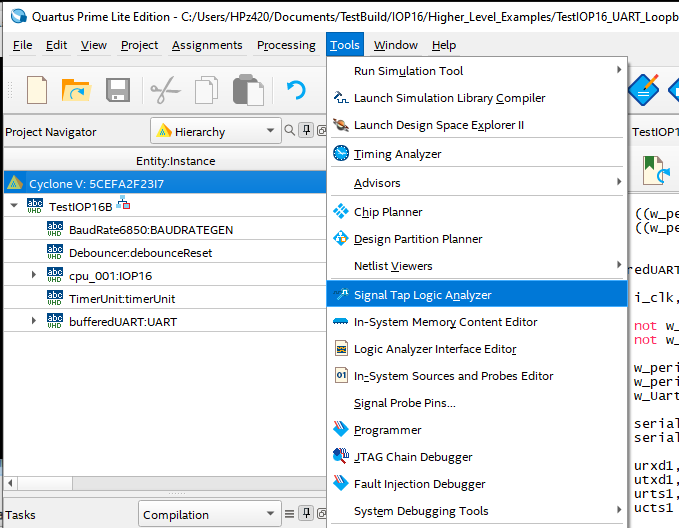 Quartus Prime Lite Edition - C:/Users/HPz420/Documents/TestBuild/IOP16/Higher_Level_Examples/TestIOP16_UART_Loopb
File Edit View Project Assignments Processing Tools Window Help
Project Navigator Hierarchy
Entity:Instance
Cyclone V: 5CEFA2F23I7
TestIOP16B
BaudRate6850:BAUDRATEGEN
Debouncer:debounceReset
cpu_001:IOP16
TimerUnit:timerUnit
bufferedUART:UART
Tasks Compilation
Run Simulation Tool
Launch Simulation Library Compiler
Launch Design Space Explorer II
Timing Analyzer
Advisors
Chip Planner
Design Partition Planner
Netlist Viewers
Signal Tap Logic Analyzer
In-System Memory Content Editor
Logic Analyzer Interface Editor
In-System Sources and Probes Editor
Signal Probe Pins...
Programmer
JTAG Chain Debugger
Fault Injection Debugger
System Debugging Tools
TestIOP1
((w_pe
((w_pe
redUART
i_clk,
not w_
not w_
w_peri
w_peri
w_Uart
serial
serial
urxd1,
utxd1,
urts1,
ucts1